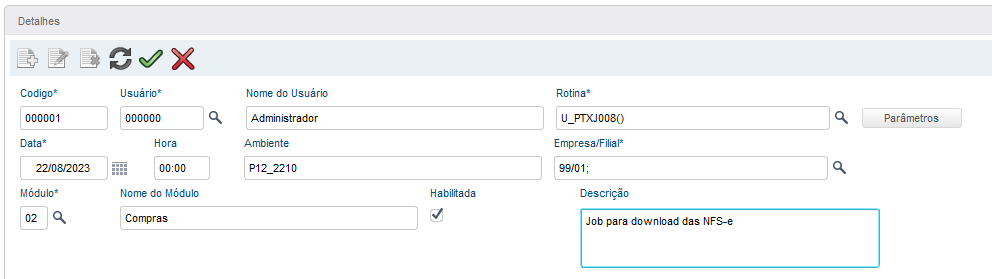 Detalhes
Codigo* Usuário* Nome do Usuário Rotina*
000001 000000 Administrador U_PTXJ008() Parâmetros
Data* Hora Ambiente Empresa/Filial*
22/08/2023 00:00 P12_2210 99/01;
Módulo* Nome do Módulo Habilitada Descrição
02 Compras Job para download das NFS-e